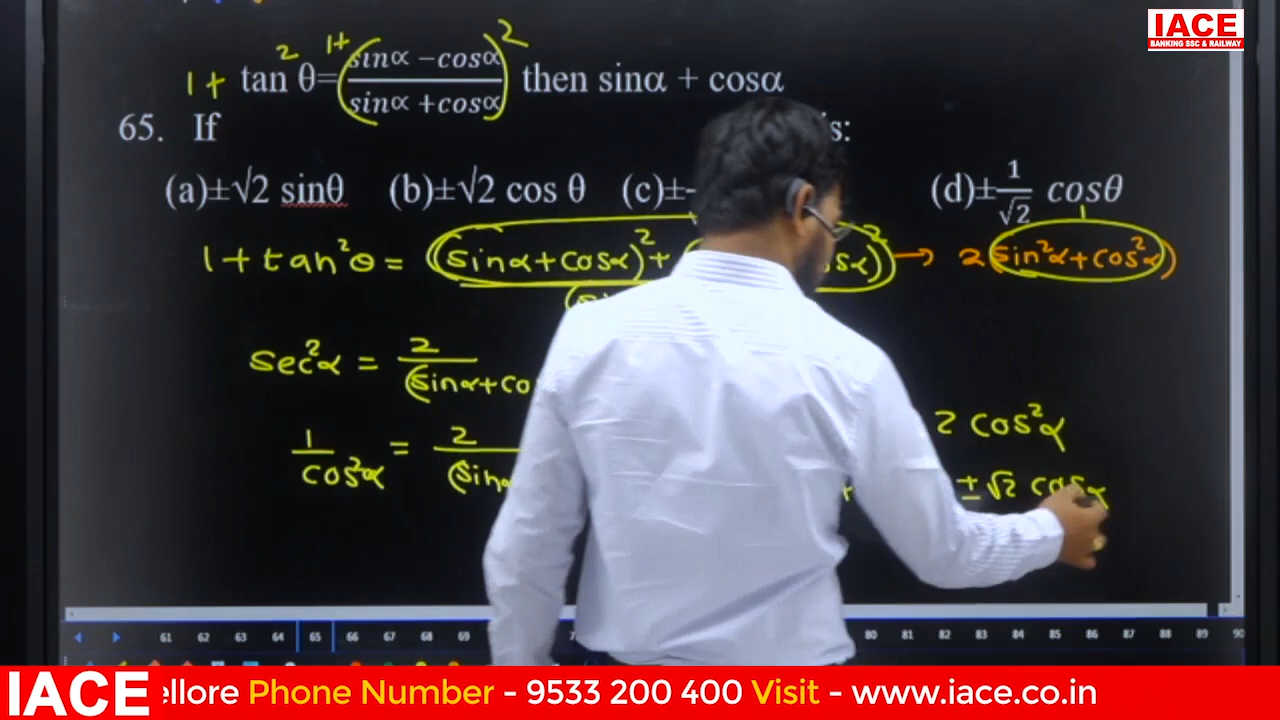 IACE
BANKING SSC & RAILWAY
1 + tan² θ = 1+ (sinα − cosα / sinα + cosα)² then sinα + cosα
65. If is:
(a)±√2 sinθ (b)±√2 cos θ (c)± (d)±1/√2 cosθ
1 + tan²θ = (sinα + cosα)² + sα)² → 2(sin²α + cos²α) 1
sec²α = 2/(sinα + co
1/cos²α = 2/(sinα 2 cos²α
± √2 cosα
61 62 63 64 65 66 67 68 69 80 81 82 83 84 85 86 87 88 89 90
IACE ellore Phone Number - 9533 200 400 Visit - www.iace.co.in